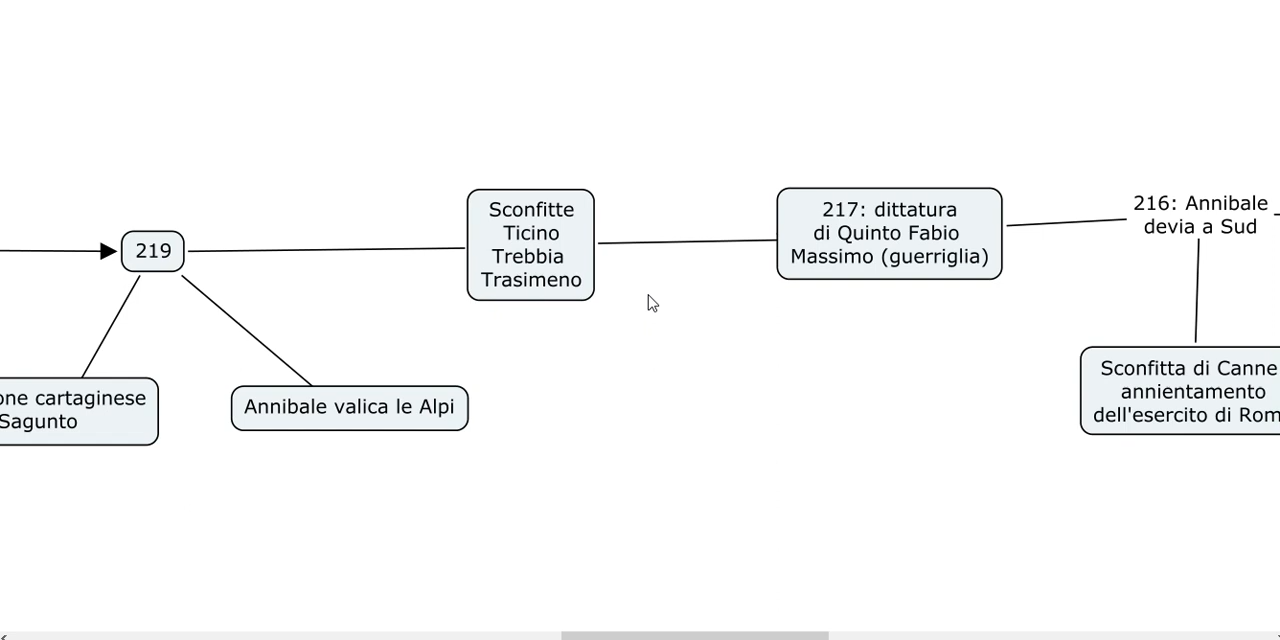 219
one cartaginese
Sagunto
Annibale valica le Alpi
Sconfitte
Ticino
Trebbia
Trasimeno
217: dittatura
di Quinto Fabio
Massimo (guerriglia)
216: Annibale
devia a Sud
Sconfitta di Canne
annientamento
dell'esercito di Rom